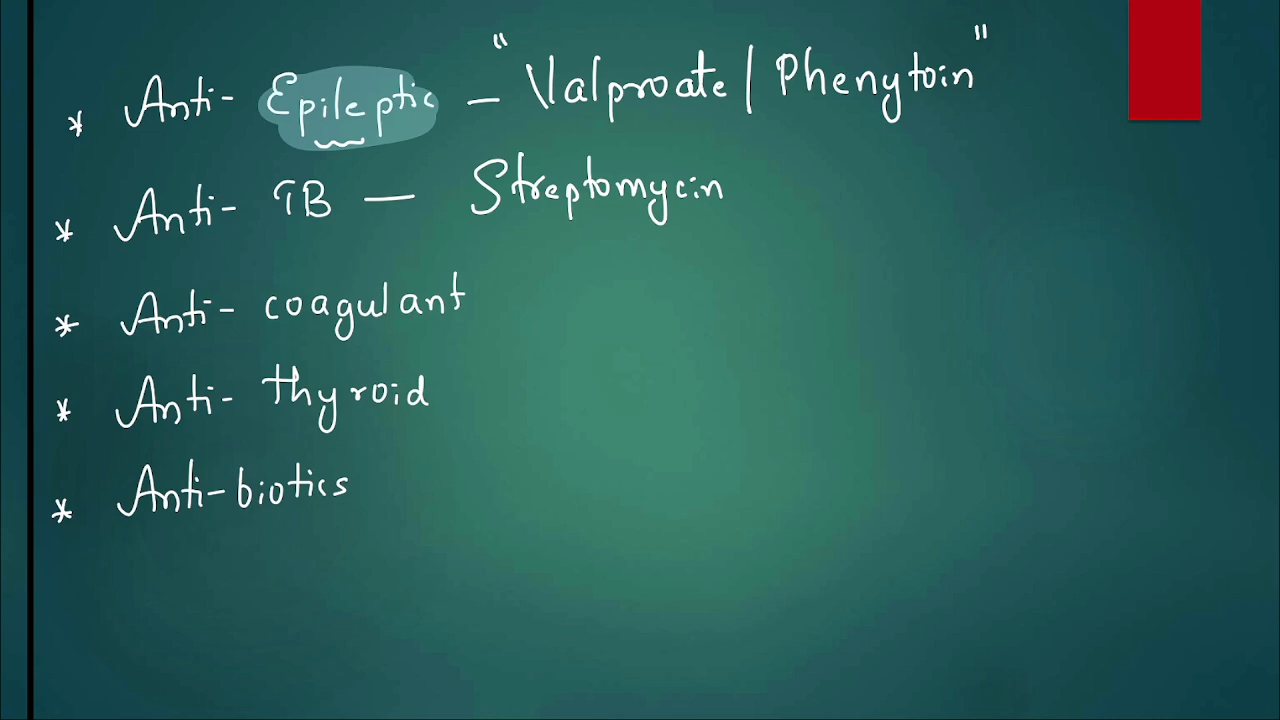 * Anti- Epileptic - "Valproate / Phenytoin"
* Anti- TB - Streptomycin
* Anti- coagulant
* Anti- thyroid
* Anti-biotics